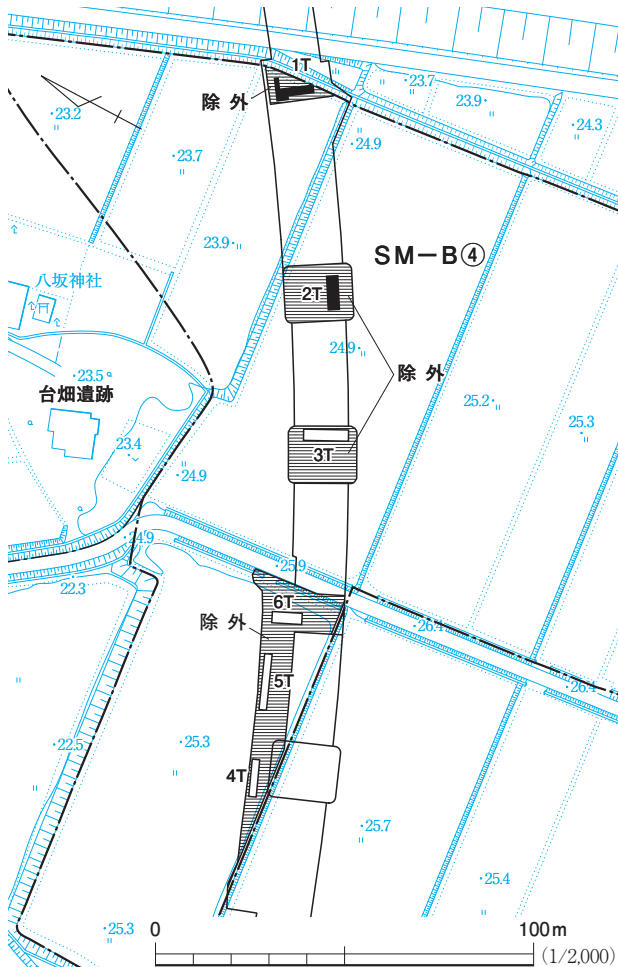 1T
除 外
・23.2
・23.7
・23.7
23.9・
・24.3
・24.9
23.9・
SM－B④
八坂神社
2T
24.9・
除 外
・23.5
台畑遺跡
25.2・
・25.3
23.4
3T
・24.9
・24.9
22.3
・25.9
6T
除 外
・26.4
5T
・26.4
・22.5
・25.3
4T
・25.7
・25.4
・25.3
0
100m
(1/2,000)